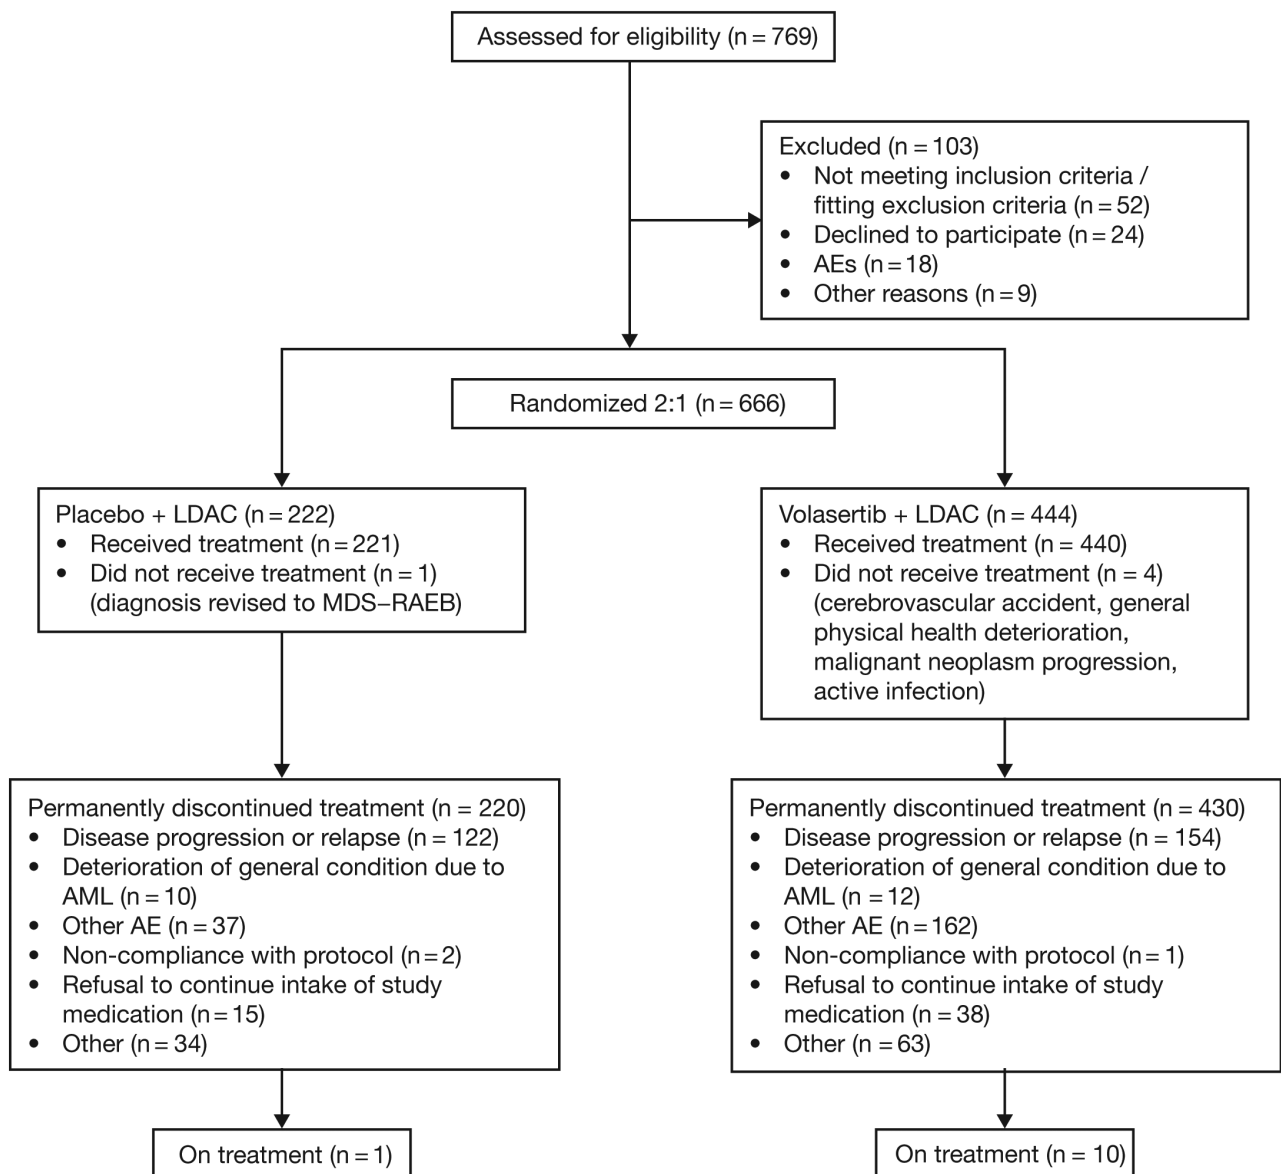 Assessed for eligibility (n = 769)
Excluded (n = 103)
• Not meeting inclusion criteria /
fitting exclusion criteria (n = 52)
• Declined to participate (n = 24)
• AEs (n = 18)
• Other reasons (n = 9)
Randomized 2:1 (n = 666)
Placebo + LDAC (n = 222)
• Received treatment (n = 221)
• Did not receive treatment (n = 1)
(diagnosis revised to MDS–RAEB)
Volasertib + LDAC (n = 444)
• Received treatment (n = 440)
• Did not receive treatment (n = 4)
(cerebrovascular accident, general
physical health deterioration,
malignant neoplasm progression,
active infection)
Permanently discontinued treatment (n = 220)
• Disease progression or relapse (n = 122)
• Deterioration of general condition due to
AML (n = 10)
• Other AE (n = 37)
• Non-compliance with protocol (n = 2)
• Refusal to continue intake of study
medication (n = 15)
• Other (n = 34)
Permanently discontinued treatment (n = 430)
• Disease progression or relapse (n = 154)
• Deterioration of general condition due to
AML (n = 12)
• Other AE (n = 162)
• Non-compliance with protocol (n = 1)
• Refusal to continue intake of study
medication (n = 38)
• Other (n = 63)
On treatment (n = 1)
On treatment (n = 10)